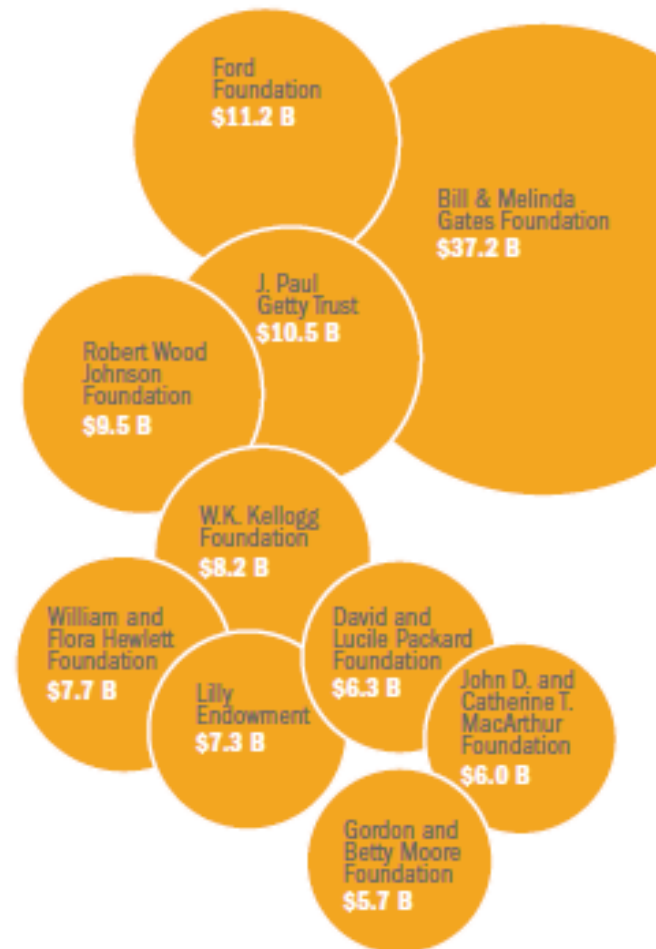 Ford
Foundation
$11.2 B
Bill & Melinda
Gates Foundation
$37.2 B
J. Paul
Getty Trust
$10.5 B
Robert Wood
Johnson
Foundation
$9.5 B
W.K. Kellogg
Foundation
$8.2 B
William and
Flora Hewlett
Foundation
$7.7 B
David and
Lucile Packard
Foundation
$6.3 B
Lilly
Endowment
$7.3 B
John D. and
Catherine T.
MacArthur
Foundation
$6.0 B
Gordon and
Betty Moore
Foundation
$5.7 B